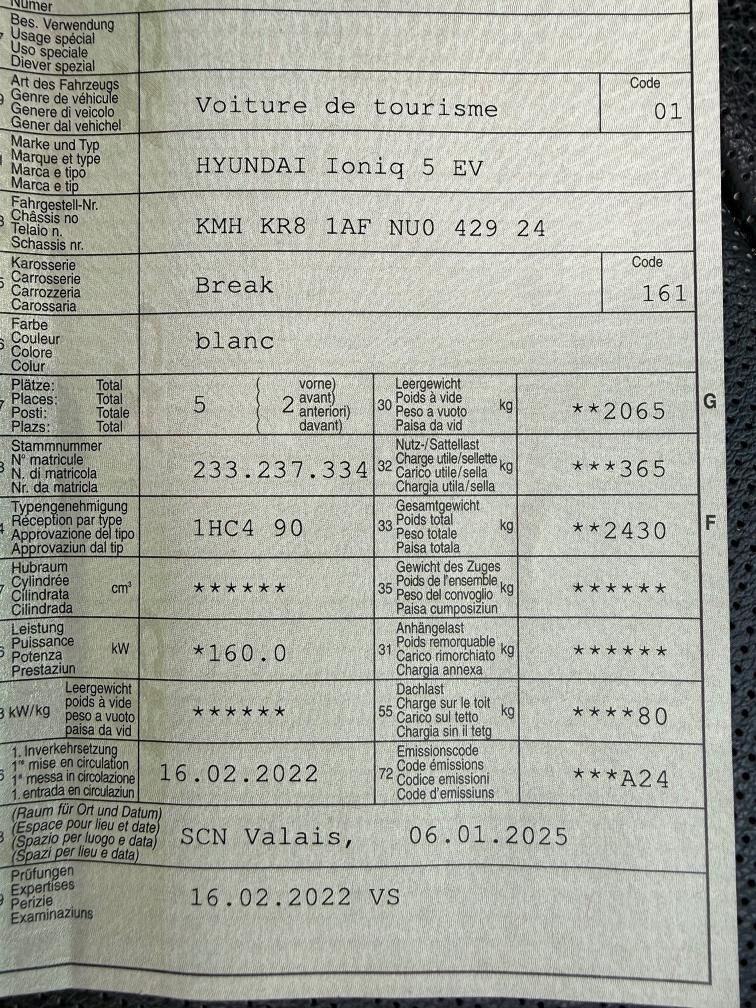 Numer
Bes. Verwendung
Usage spécial
Uso speciale
Diever spezial
Art des Fahrzeugs
Genre de véhicule
Genere di veicolo
Gener dal vehichel
Voiture de tourisme
Code
01
Marke und Typ
Marque et type
Marca e tipo
Marca e tip
HYUNDAI Ioniq 5 EV
Fahrgestell-Nr.
Châssis no
Telaio n.
Schassis nr.
KMH KR8 1AF NU0 429 24
Karosserie
Carrosserie
Carrozzeria
Carossaria
Break
Code
161
Farbe
Couleur
Colore
Colur
blanc
Plätze: Total
Places: Total
Posti: Totale
Plazs: Total
5
( vorne)
2 avant)
anteriori)
( davant)
30 Leergewicht
Poids à vide
Peso a vuoto
Paisa da vid
kg
**2065
G
Stammnummer
N° matricule
N. di matricola
Nr. da matricla
233.237.334
32 Nutz-/Sattellast
Charge utile/sellette
Carico utile/sella
Chargia utila/sella
kg
***365
Typengenehmigung
Réception par type
Approvazione del tipo
Approvaziun dal tip
1HC4 90
33 Gesamtgewicht
Poids total
Peso totale
Paisa totala
kg
**2430
F
Hubraum
Cylindrée
Cilindrata
Cilindrada
cm³
******
35 Gewicht des Zuges
Poids de l'ensemble
Peso del convoglio
Paisa cumposiziun
kg
******
Leistung
Puissance
Potenza
Prestaziun
kW
*160.0
31 Anhängelast
Poids remorquable
Carico rimorchiato
Chargia annexa
kg
******
kW/kg
Leergewicht
poids à vide
peso a vuoto
paisa da vid
******
55 Dachlast
Charge sur le toit
Carico sul tetto
Chargia sin il tetg
kg
****80
1. Inverkehrsetzung
1re mise en circulation
1a messa in circolazione
1. entrada en circulaziun
16.02.2022
72 Emissionscode
Code émissions
Codice emissioni
Code d'emissiuns
***A24
(Raum für Ort und Datum)
(Espace pour lieu et date)
(Spazio per luogo e data)
(Spazi per lieu e data)
SCN Valais, 06.01.2025
Prüfungen
Expertises
Perizie
Examinaziuns
16.02.2022 VS